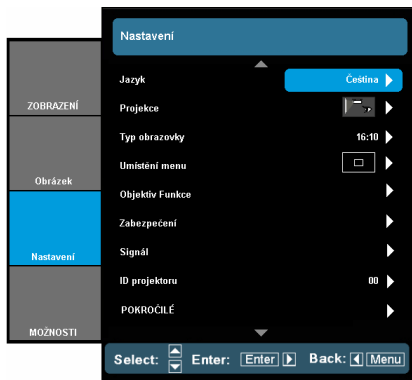 Nastavení
ZOBRAZENÍ
Obrázek
Nastavení
MOŽNOSTI
Jazyk Čeština
Projekce
Typ obrazovky 16:10
Umístění menu
Objektiv Funkce
Zabezpečení
Signál
ID projektoru 00
POKROČILÉ
Select: Enter: Enter Back: Menu